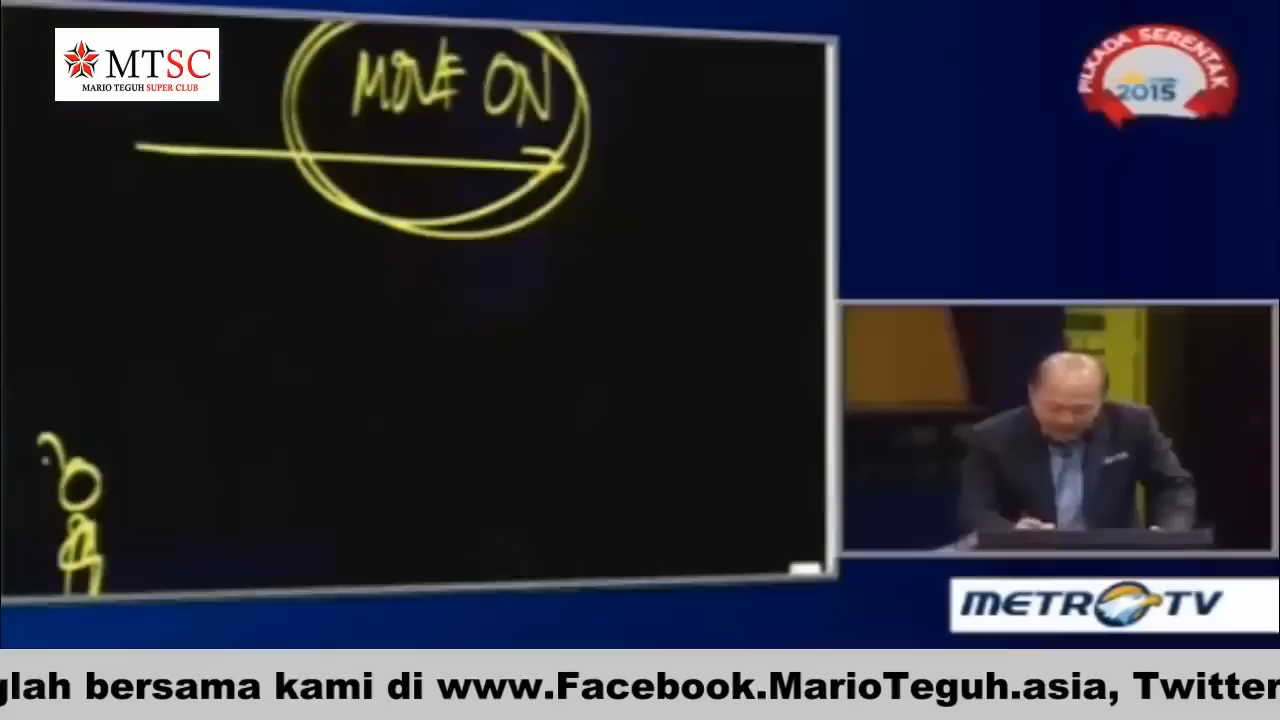 MTSC
MARIO TEGUH SUPER CLUB
MOVE ON
PILKADA SERENTAK
2015
METRO TV
glah bersama kami di www.Facebook.MarioTeguh.asia, Twitter